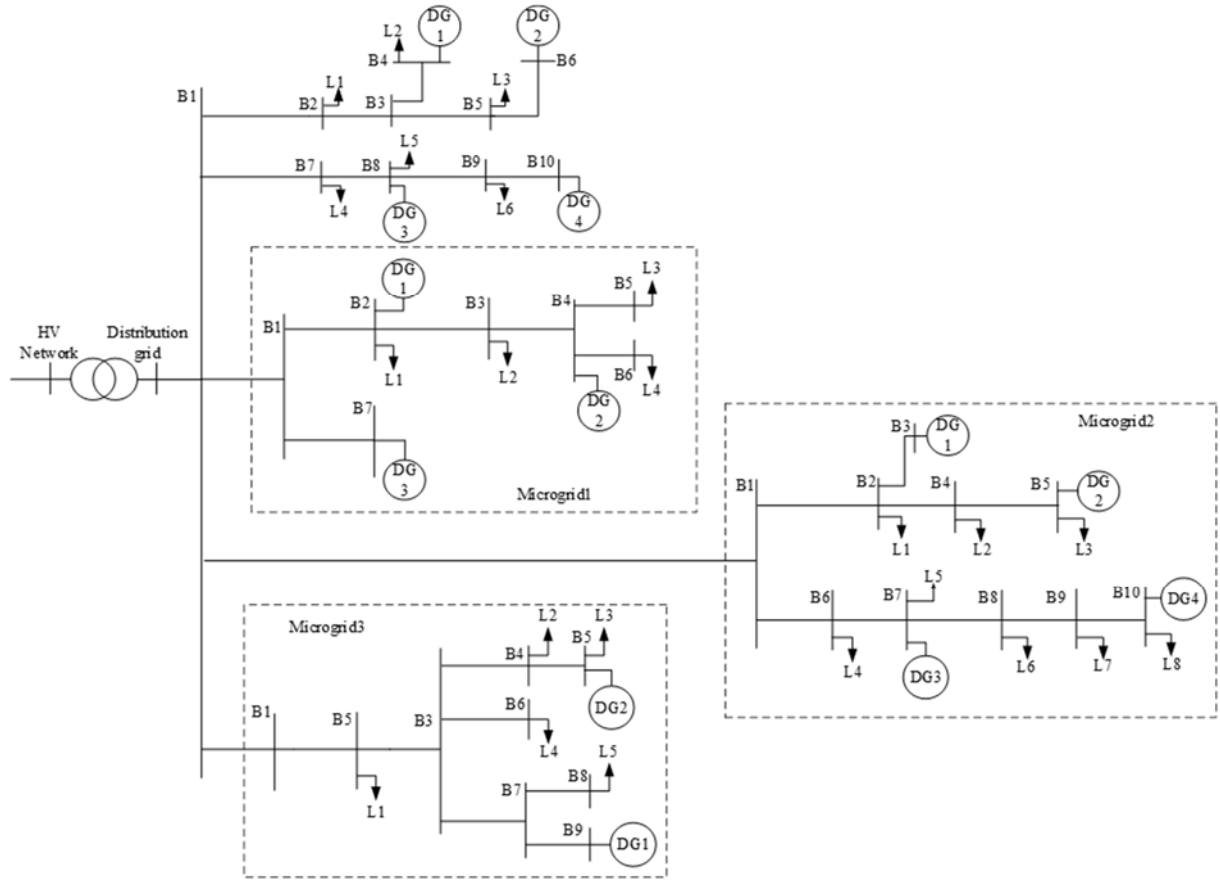 DG
1
DG
2
L2
B4
B6
B1
L1
B2
B3
L3
B5
B7
L4
B8
L5
DG
3
B9
L6
B10
DG
4
HV
Network
Distribution
grid
B1
B2
DG
1
L1
B3
L2
B4
B5
L3
B6
L4
DG
2
B7
DG
3
Microgrid1
Microgrid2
B1
B3
DG
1
B2
L1
B4
L2
B5
DG
2
L3
B6
L4
B7
L5
DG3
B8
L6
B9
L7
B10
DG4
L8
Microgrid3
B1
B5
L1
B3
B4
L2
B5
L3
DG2
B6
L4
B7
B8
L5
B9
DG1